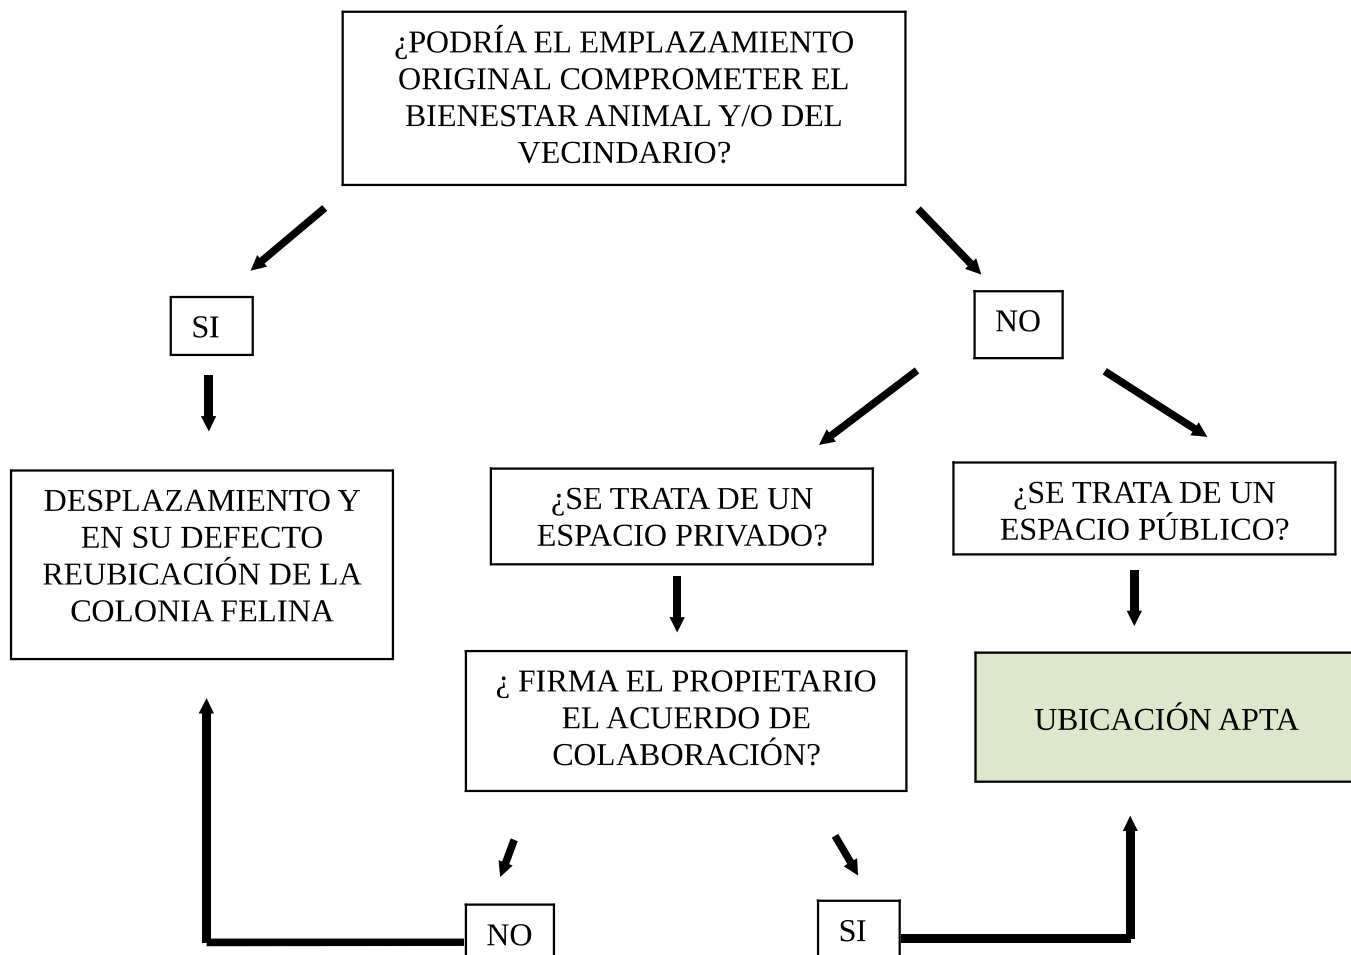 ¿PODRÍA EL EMPLAZAMIENTO
ORIGINAL COMPROMETER EL
BIENESTAR ANIMAL Y/O DEL
VECINDARIO?
SI
NO
DESPLAZAMIENTO Y
EN SU DEFECTO
REUBICACIÓN DE LA
COLONIA FELINA
¿SE TRATA DE UN
ESPACIO PRIVADO?
¿SE TRATA DE UN
ESPACIO PÚBLICO?
¿ FIRMA EL PROPIETARIO
EL ACUERDO DE
COLABORACIÓN?
UBICACIÓN APTA
NO
SI